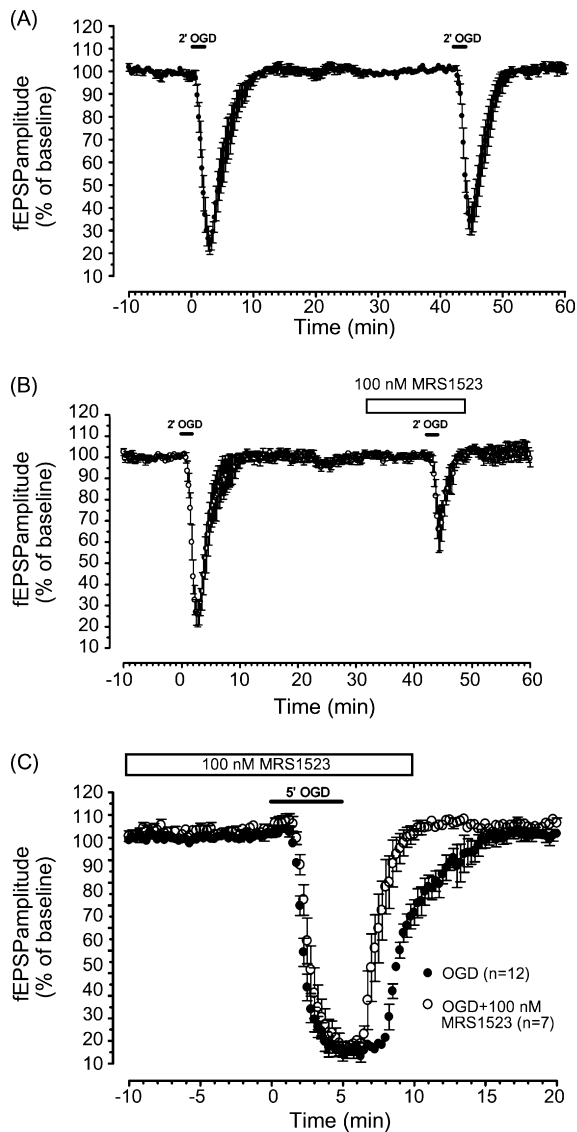 (A)
2' OGD 2' OGD
120
110
100
90
80
70
60
50
40
30
20
10
fEPSPamplitude
(% of baseline)
-10 0 10 20 30 40 50 60
Time (min)
(B)
100 nM MRS1523
2' OGD 2' OGD
120
110
100
90
80
70
60
50
40
30
20
10
fEPSPamplitude
(% of baseline)
-10 0 10 20 30 40 50 60
Time (min)
(C)
100 nM MRS1523
5' OGD
120
110
100
90
80
70
60
50
40
30
20
10
fEPSPamplitude
(% of baseline)
OGD (n=12)
OGD+100 nM
MRS1523 (n=7)
-10 -5 0 5 10 15 20
Time (min)